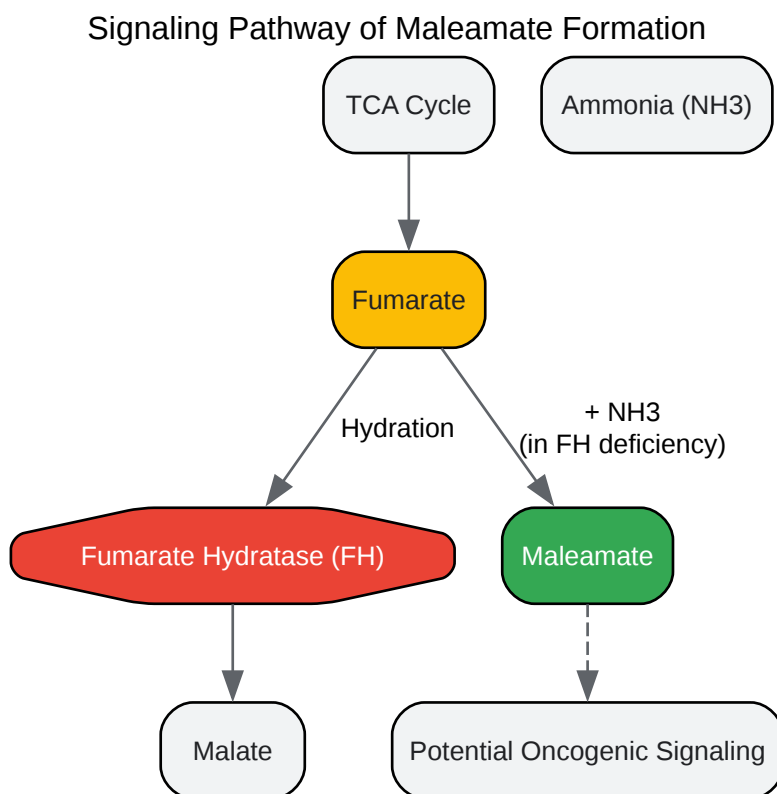 Signaling Pathway of Maleamate Formation
TCA Cycle
Ammonia (NH3)
Fumarate
Hydration
+ NH3
(in FH deficiency)
Fumarate Hydratase (FH)
Maleamate
Malate
Potential Oncogenic Signaling